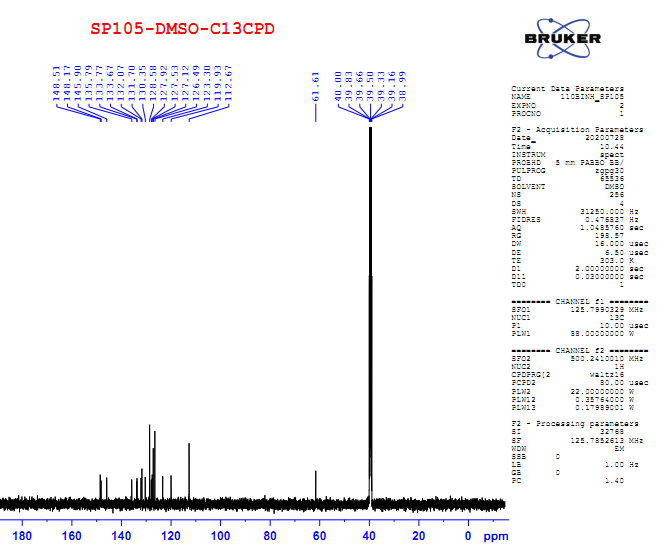 SP105-DMSO-C13CPD
BRUKER
148.51
148.17
145.90
135.79
133.77
133.67
132.07
131.70
130.35
128.58
127.92
127.53
127.12
126.49
123.30
119.93
112.67
61.61
40.00
39.83
39.66
39.50
39.33
39.16
38.99
Current Data Parameters
NAME 110BINH_SP105
EXPNO 2
PROCNO 1
F2 - Acquisition Parameters
Date_ 20200728
Time 10.44
INSTRUM spect
PROBHD 5 mm PABBO BB/
PULPROG zgpg30
TD 65536
SOLVENT DMSO
NS 256
DS 4
SWH 31250.000 Hz
FIDRES 0.476837 Hz
AQ 1.0485760 sec
RG 198.57
DW 16.000 usec
DE 6.50 usec
TE 303.0 K
D1 2.00000000 sec
D11 0.03000000 sec
TD0 1
======== CHANNEL f1 ========
SFO1 125.7990329 MHz
NUC1 13C
P1 10.00 usec
PLW1 88.00000000 W
======== CHANNEL f2 ========
SFO2 500.2410010 MHz
NUC2 1H
CPDPRG[2 waltz16
PCPD2 80.00 usec
PLW2 22.00000000 W
PLW12 0.35764000 W
PLW13 0.17989001 W
F2 - Processing parameters
SI 32768
SF 125.7852613 MHz
WDW EM
SSB 0
LB 1.00 Hz
GB 0
PC 1.40
180 160 140 120 100 80 60 40 20 0 ppm